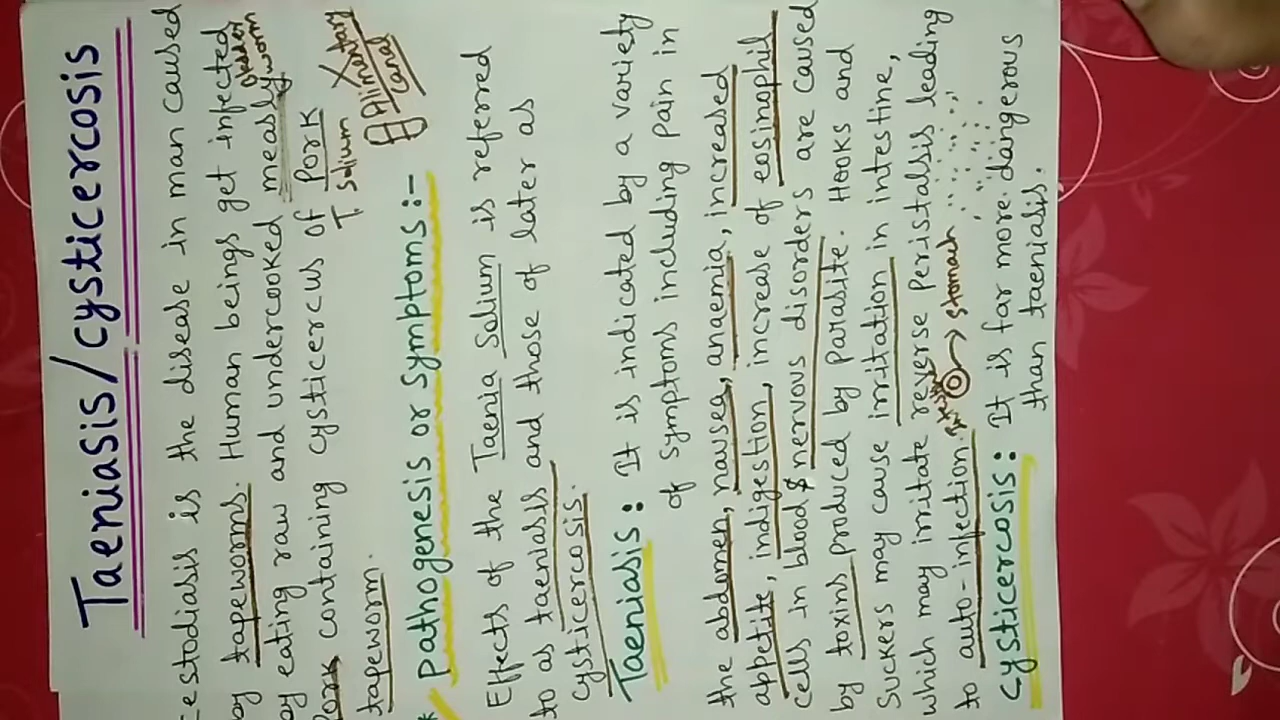 Taeniasis/cysticercosis
cestodiasis is the disease in man caused
by tapeworms. Human beings get infected
by eating raw and undercooked measly
pork containing cysticercus of pork
tapeworm.
T Solium
Alimentary
canal
* pathogenesis or symptoms:-
Effects of the Taenia Solium is referred
to as taeniasis and those of later as
cysticercosis.
Taeniasis: It is indicated by a variety
of symptoms including pain in
the abdomen, nausea, anaemia, increased
appetite, indigestion, increase of eosinophil
cells in blood & nervous disorders are caused
by toxins produced by parasite. Hooks and
Suckers may cause irritation in intestine,
which may irritate reverse peristalsis leading
to auto-infection. stomach
cysticercosis: It is far more dangerous
than taeniasis.